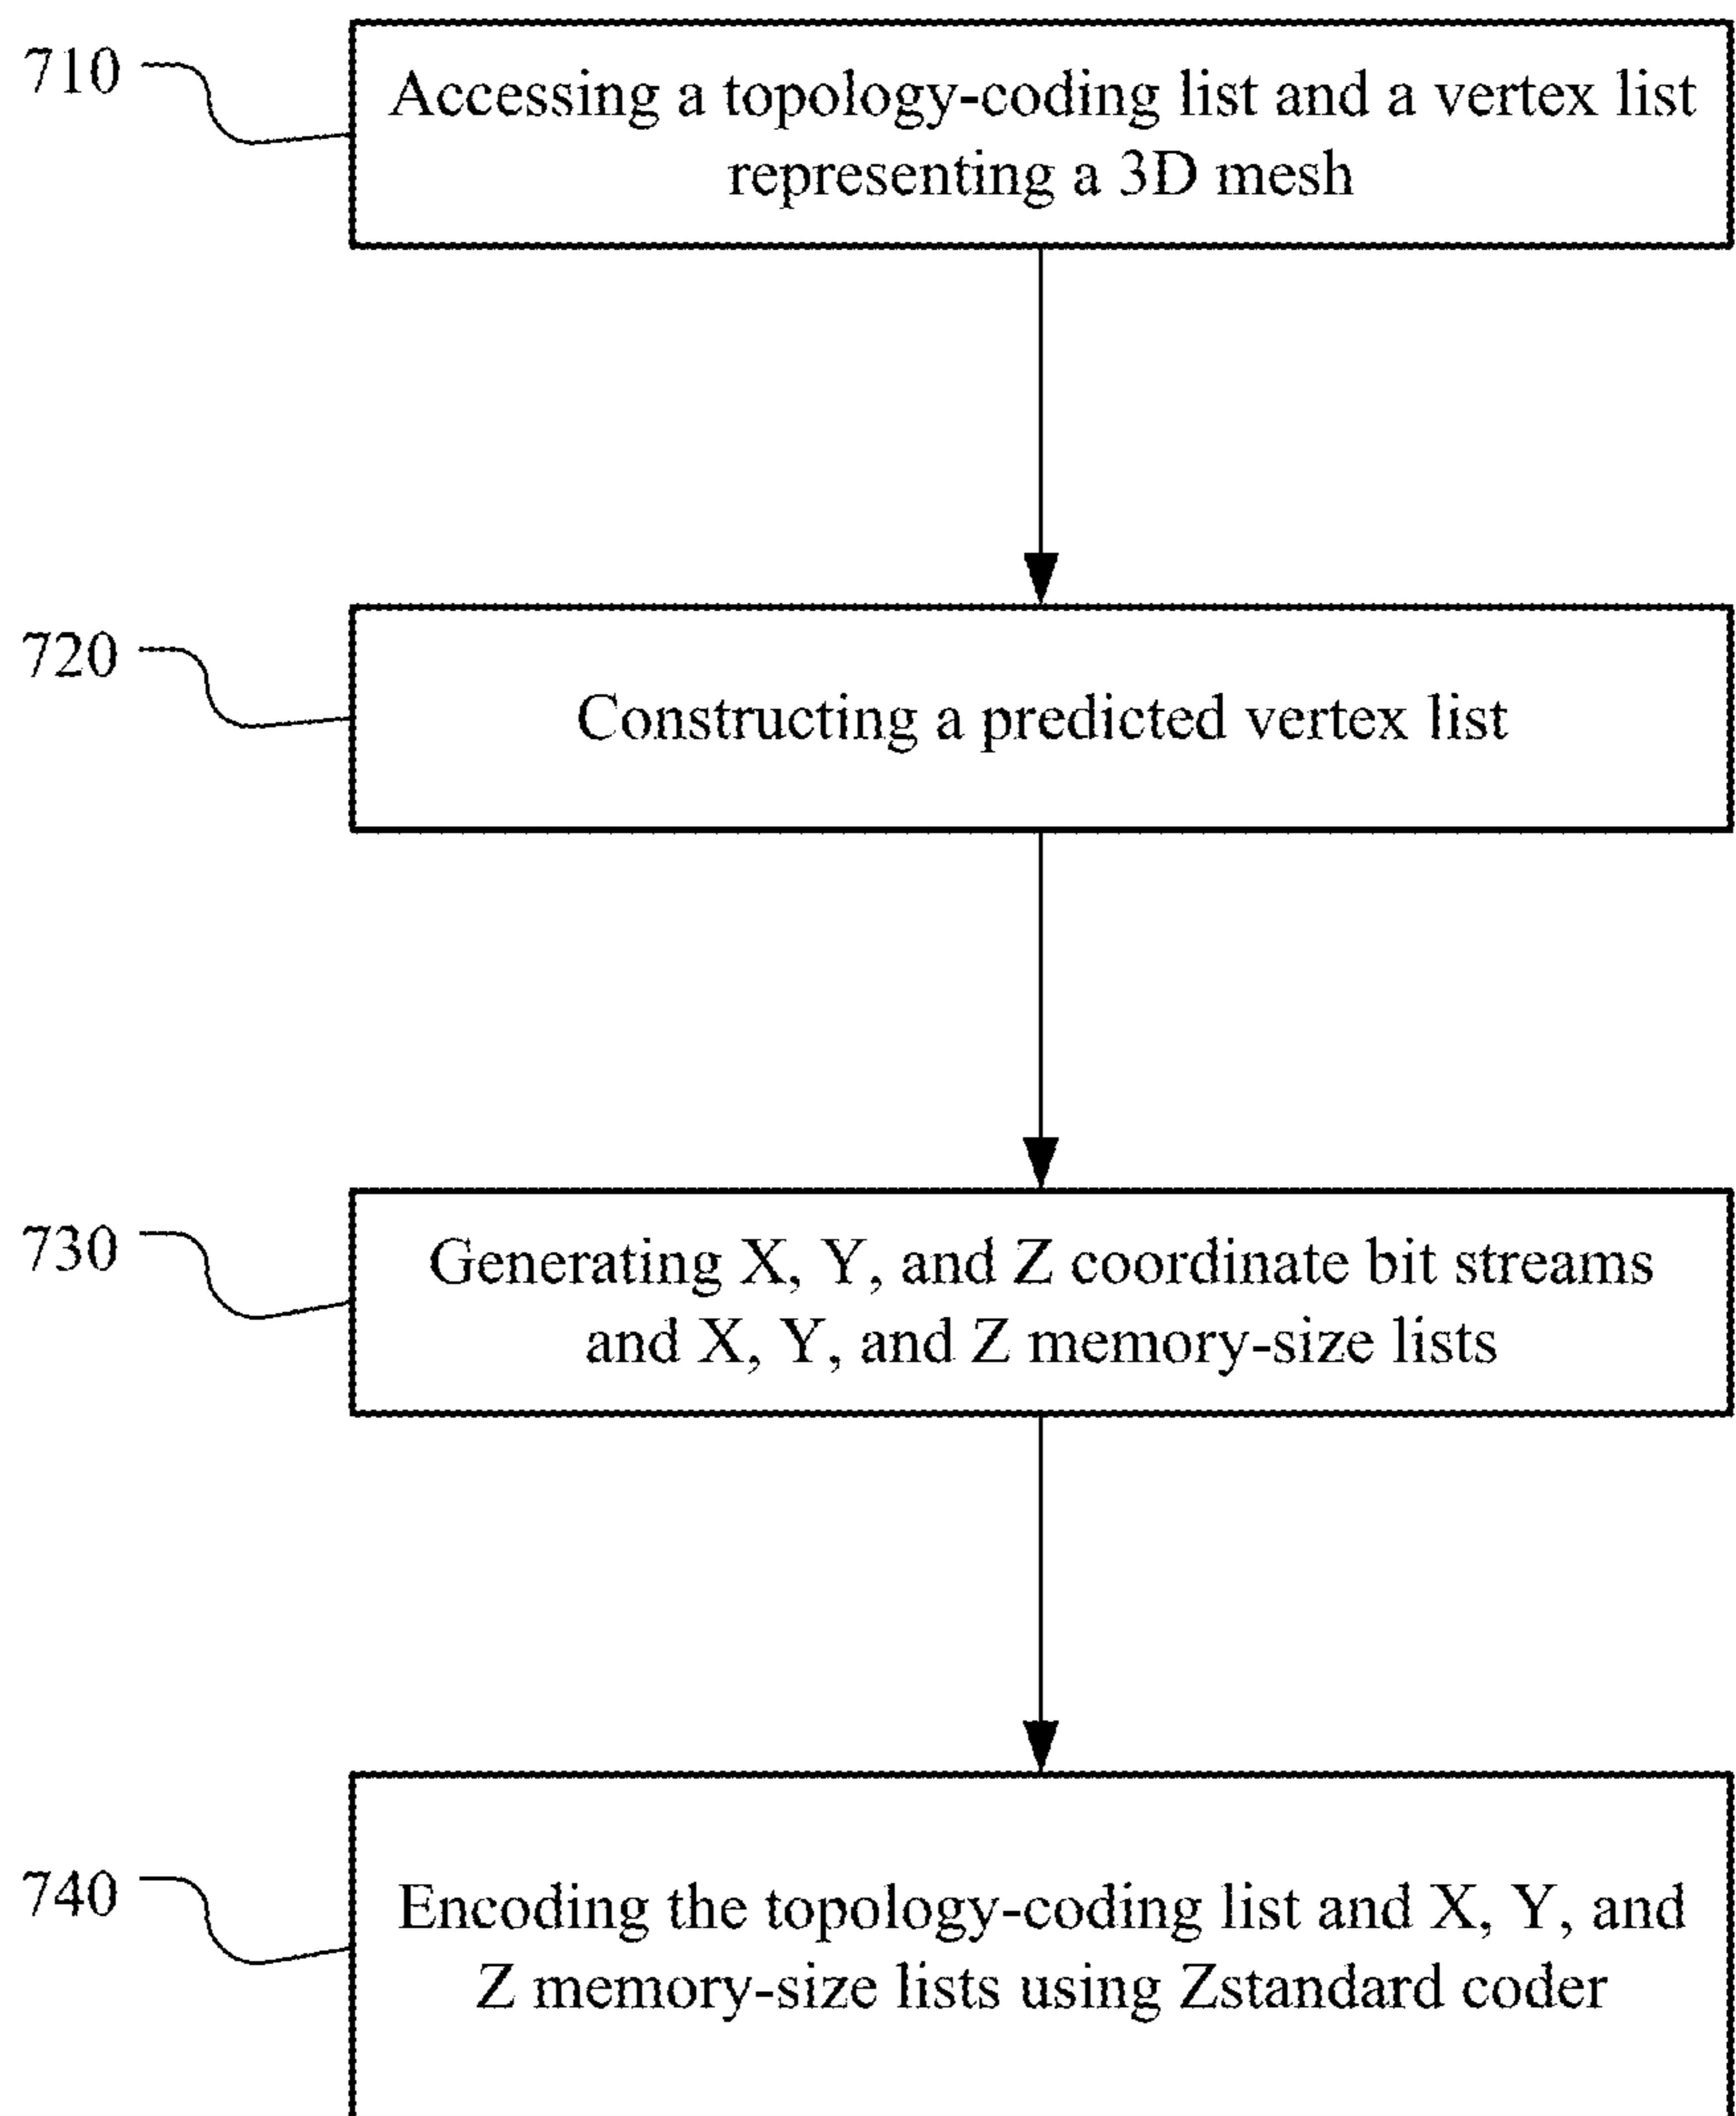 710
Accessing a topology-coding list and a vertex list
representing a 3D mesh
720
Constructing a predicted vertex list
730
Generating X, Y, and Z coordinate bit streams
and X, Y, and Z memory-size lists
740
Encoding the topology-coding list and X, Y, and
Z memory-size lists using Zstandard coder